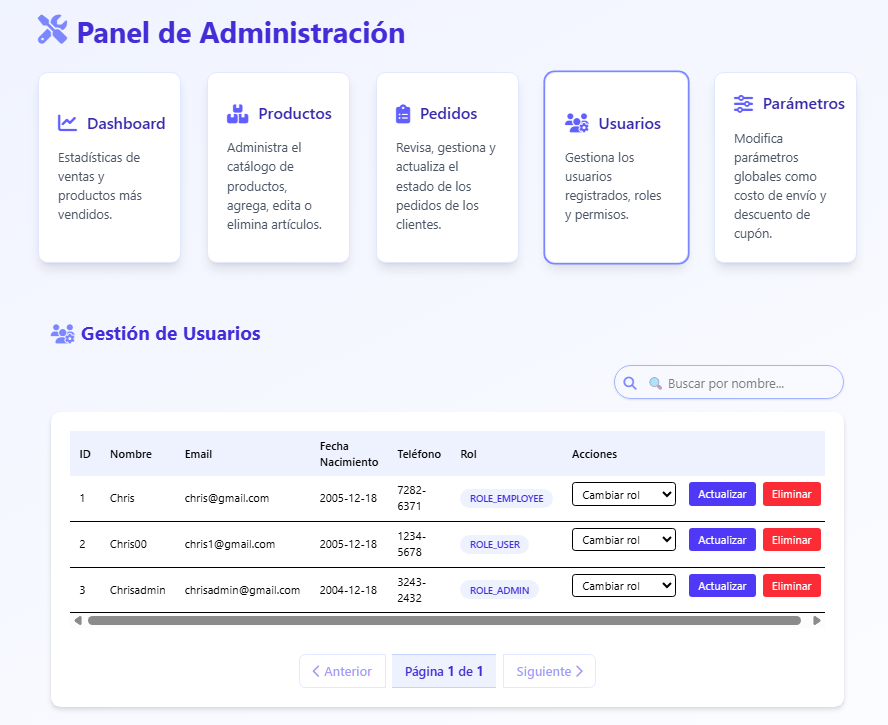 Panel de Administración
Dashboard
Estadísticas de
ventas y
productos más
vendidos.
Productos
Administra el
catálogo de
productos,
agrega, edita o
elimina artículos.
Pedidos
Revisa, gestiona y
actualiza el
estado de los
pedidos de los
clientes.
Usuarios
Gestiona los
usuarios
registrados, roles
y permisos.
Parámetros
Modifica
parámetros
globales como
costo de envío y
descuento de
cupón.
Gestión de Usuarios
🔍 Buscar por nombre...
ID Nombre Email Fecha Nacimiento Teléfono Rol Acciones
1 Chris chris@gmail.com 2005-12-18 7282-6371 ROLE_EMPLOYEE Cambiar rol Actualizar Eliminar
2 Chris00 chris1@gmail.com 2005-12-18 1234-5678 ROLE_USER Cambiar rol Actualizar Eliminar
3 Chrisadmin chrisadmin@gmail.com 2004-12-18 3243-2432 ROLE_ADMIN Cambiar rol Actualizar Eliminar
Anterior Página 1 de 1 Siguiente